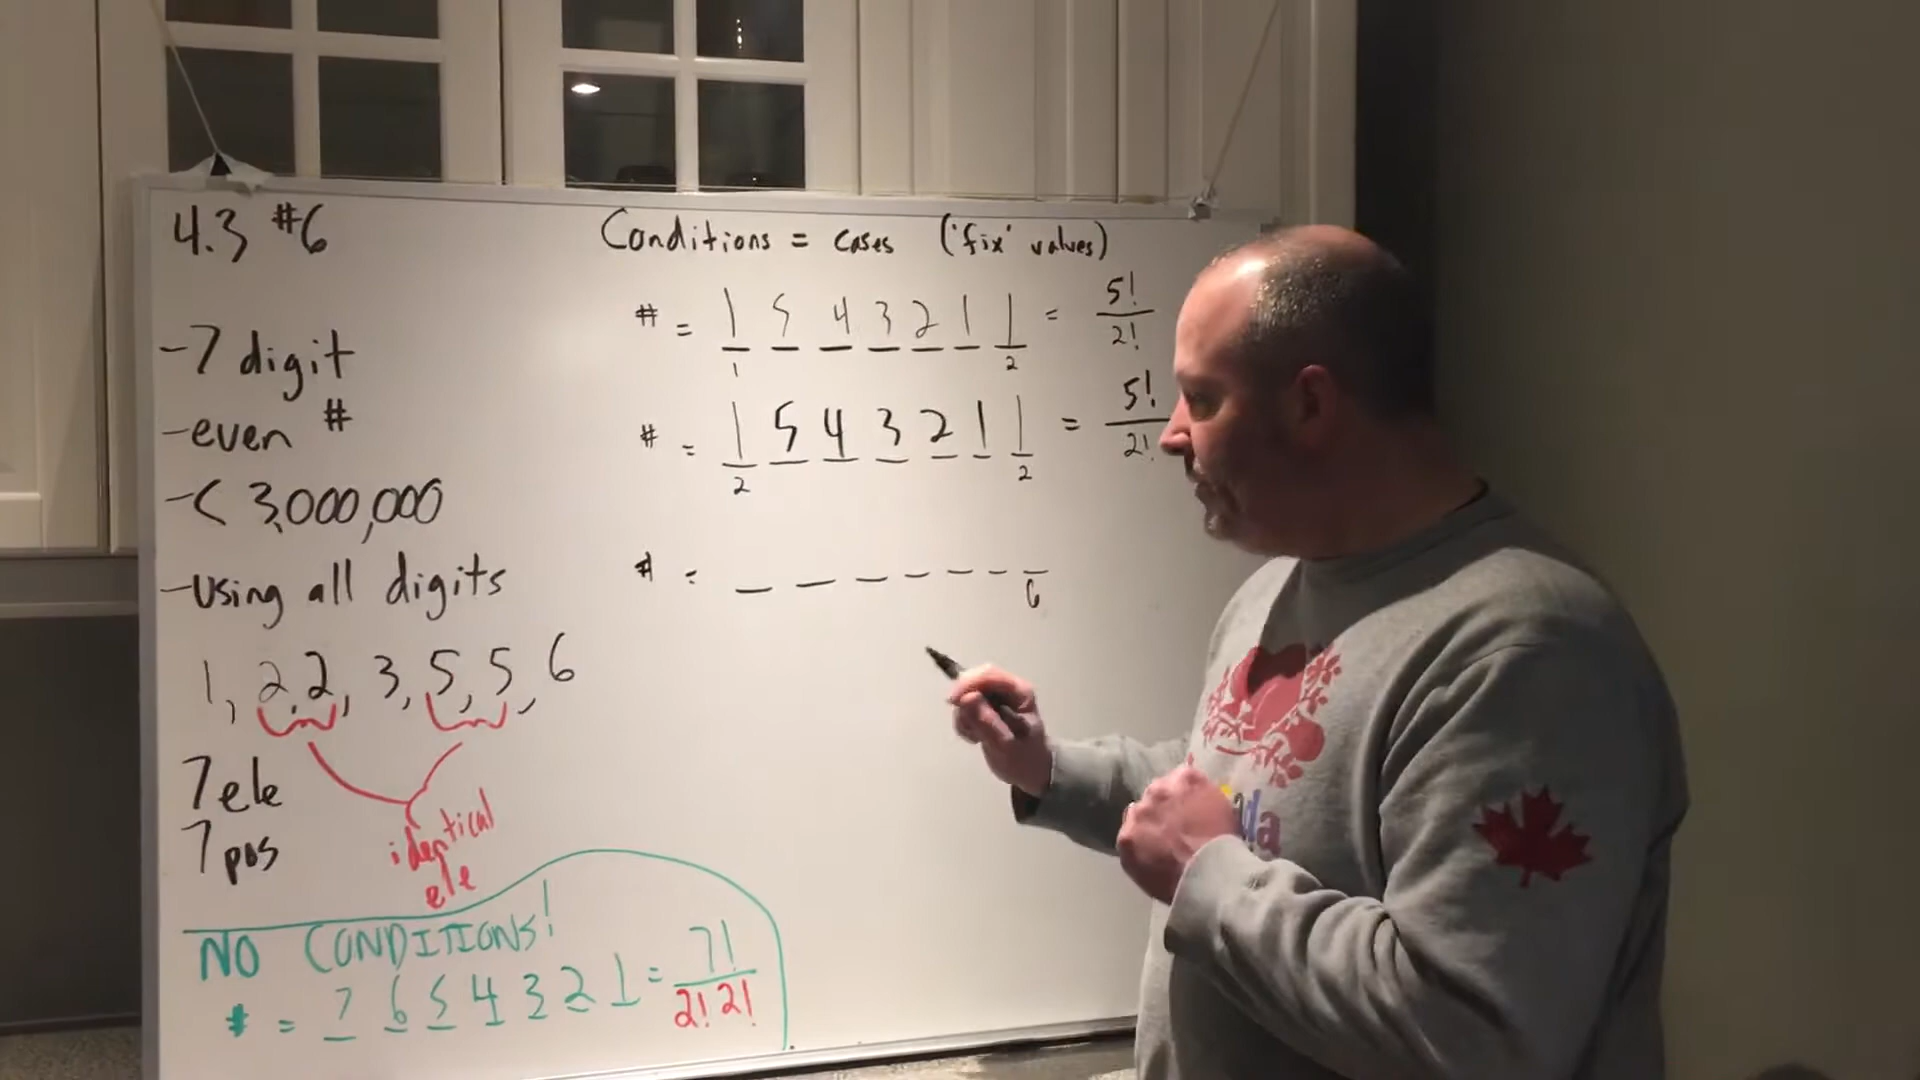 4.3 #6
-7 digit
-even #
-< 3,000,000
-using all digits
1, 2, 2, 3, 5, 5, 6
7 ele
7 pos
identical
ele
NO CONDITIONS!
# = 7 6 5 4 3 2 1 = 7! / 2! 2!
Conditions = cases ('fix' values)
# = 1 5 4 3 2 1 1 = 5! / 2!
1 2
# = 1 5 4 3 2 1 1 = 5! / 2!
2 2
# = _ _ _ _ _ _ _
6